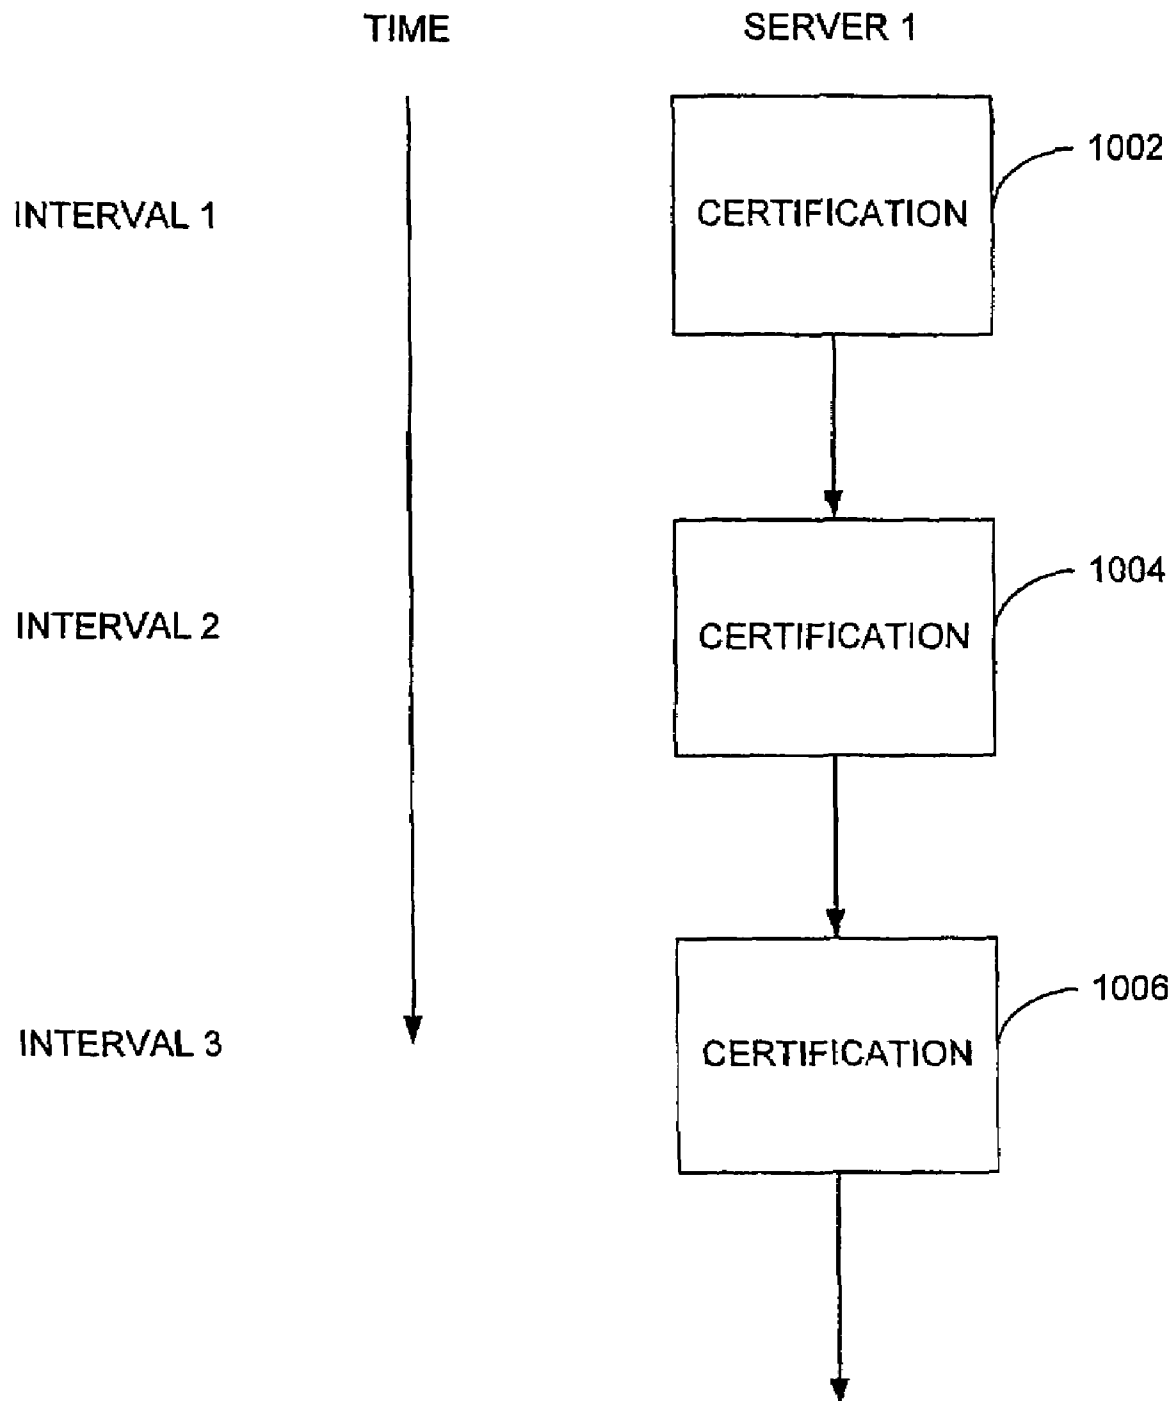 TIME
SERVER 1
1002
INTERVAL 1
CERTIFICATION
1004
INTERVAL 2
CERTIFICATION
1006
INTERVAL 3
CERTIFICATION